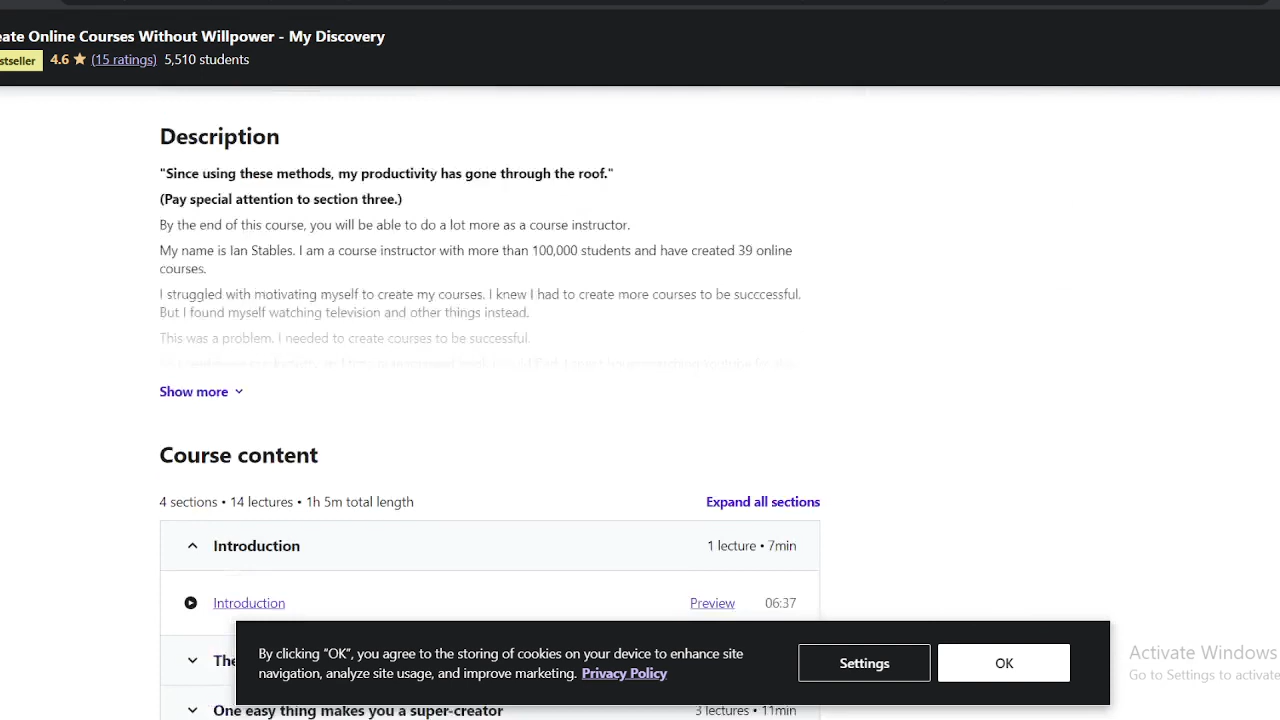 eate Online Courses Without Willpower - My Discovery
stseller 4.6 (15 ratings) 5,510 students
Description
"Since using these methods, my productivity has gone through the roof."
(Pay special attention to section three.)
By the end of this course, you will be able to do a lot more as a course instructor.
My name is Ian Stables. I am a course instructor with more than 100,000 students and have created 39 online
courses.
I struggled with motivating myself to create my courses. I knew I had to create more courses to be succcessful.
But I found myself watching television and other things instead.
This was a problem. I needed to create courses to be successful.
Show more
Course content
4 sections • 14 lectures • 1h 5m total length
Expand all sections
Introduction
1 lecture • 7min
Introduction
Preview
06:37
The
By clicking “OK”, you agree to the storing of cookies on your device to enhance site
navigation, analyze site usage, and improve marketing. Privacy Policy
Settings
OK
One easy thing makes you a super-creator
3 lectures • 11min
Activate Windows
Go to Settings to activate